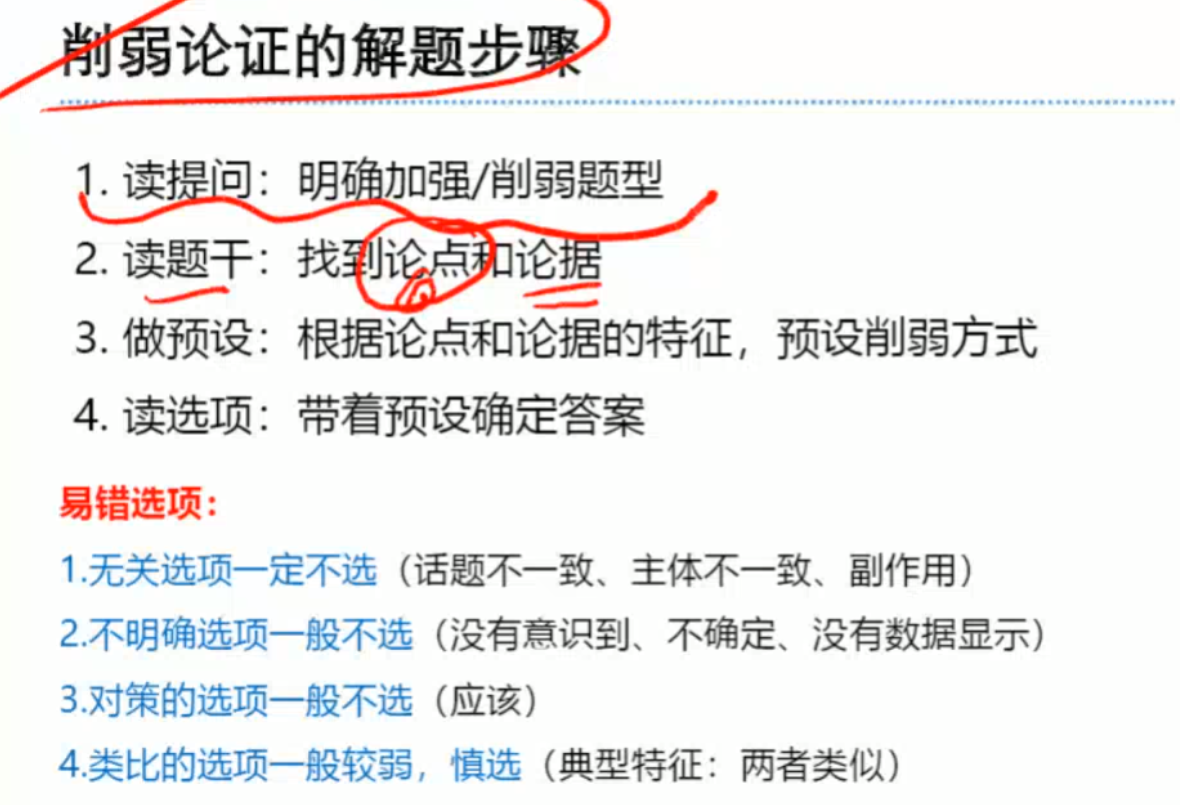 削弱论证的解题步骤
1. 读提问：明确加强/削弱题型
2. 读题干：找到论点和论据
3. 做预设：根据论点和论据的特征，预设削弱方式
4. 读选项：带着预设确定答案
易错选项：
1.无关选项一定不选（话题不一致、主体不一致、副作用）
2.不明确选项一般不选（没有意识到、不确定、没有数据显示）
3.对策的选项一般不选（应该）
4.类比的选项一般较弱，慎选（典型特征：两者类似）